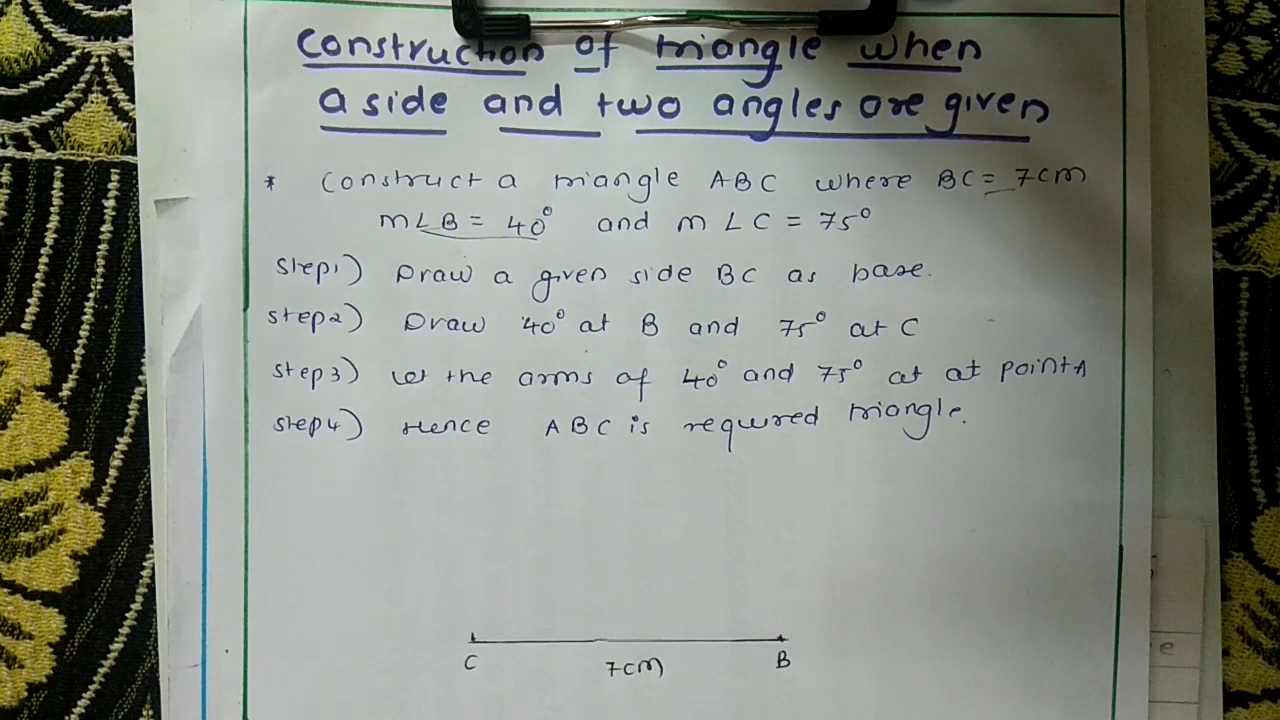 Construction of triangle when
a side and two angles are given
* Construct a triangle ABC where BC = 7cm
m∠B = 40° and m∠C = 75°
Step1) Draw a given side BC as base.
Step2) Draw 40° at B and 75° at C
Step3) Let the arms of 40° and 75° at at point A
Step4) Hence ABC is required triangle.
C 7cm B
e